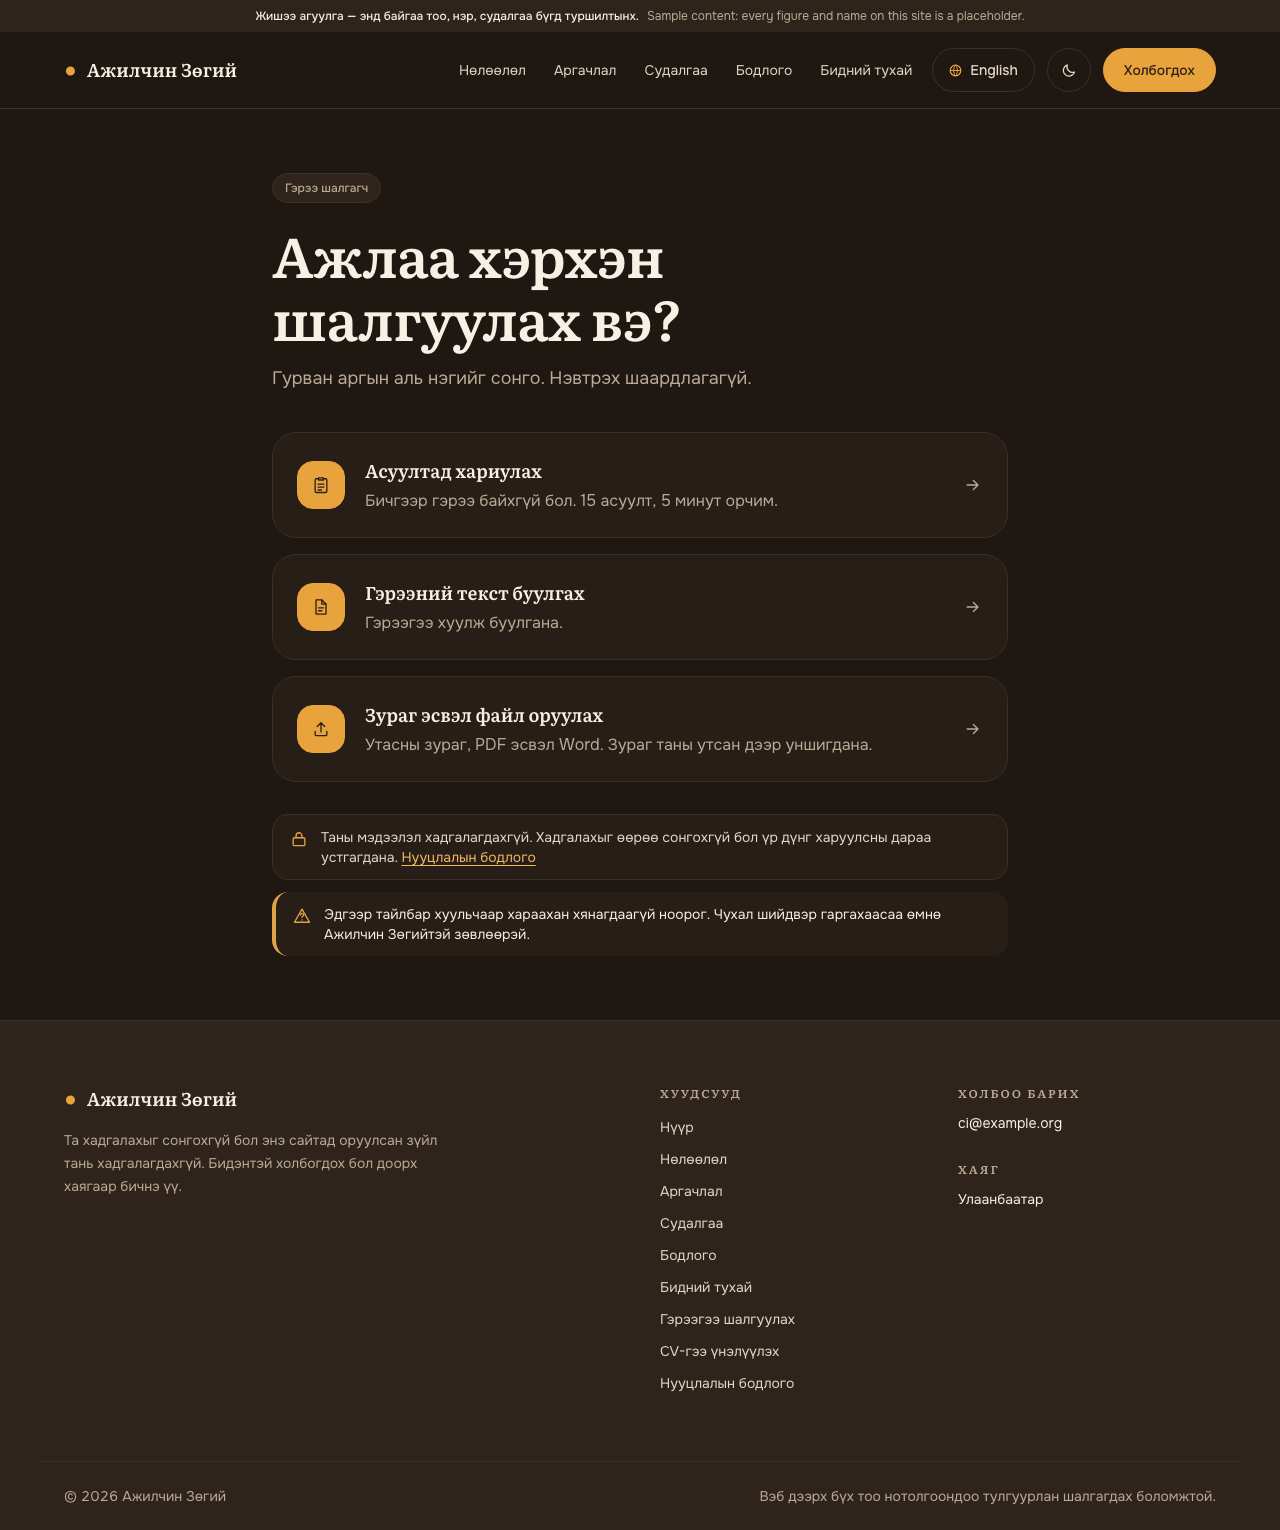 Жишээ агуулга — энд байгаа тоо, нэр, судалгаа бүгд туршилтынх. Sample content: every figure and name on this site is a placeholder.
Ажилчин Зөгий
Нөлөөлөл
Аргачлал
Судалгаа
Бодлого
Бидний тухай
English
Холбогдох
Гэрээ шалгагч
Ажлаа хэрхэн
шалгуулах вэ?
Гурван аргын аль нэгийг сонго. Нэвтрэх шаардлагагүй.
Асуултад хариулах
Бичгээр гэрээ байхгүй бол. 15 асуулт, 5 минут орчим.
Гэрээний текст буулгах
Гэрээгээ хуулж буулгана.
Зураг эсвэл файл оруулах
Утасны зураг, PDF эсвэл Word. Зураг таны утсан дээр уншигдана.
Таны мэдээлэл хадгалагдахгүй. Хадгалахыг өөрөө сонгохгүй бол үр дүнг харуулсны дараа
устгагдана. Нууцлалын бодлого
Эдгээр тайлбар хуульчаар хараахан хянагдаагүй ноорог. Чухал шийдвэр гаргахаасаа өмнө
Ажилчин Зөгийтэй зөвлөөрэй.
Ажилчин Зөгий
Та хадгалахыг сонгохгүй бол энэ сайтад оруулсан зүйл
тань хадгалагдахгүй. Бидэнтэй холбогдох бол доорх
хаягаар бичнэ үү.
ХУУДСУУД
Нүүр
Нөлөөлөл
Аргачлал
Судалгаа
Бодлого
Бидний тухай
Гэрээгээ шалгуулах
CV-гээ үнэлүүлэх
Нууцлалын бодлого
ХОЛБОО БАРИХ
ci@example.org
ХАЯГ
Улаанбаатар
© 2026 Ажилчин Зөгий
Вэб дээрх бүх тоо нотолгоондоо тулгуурлан шалгагдах боломжтой.